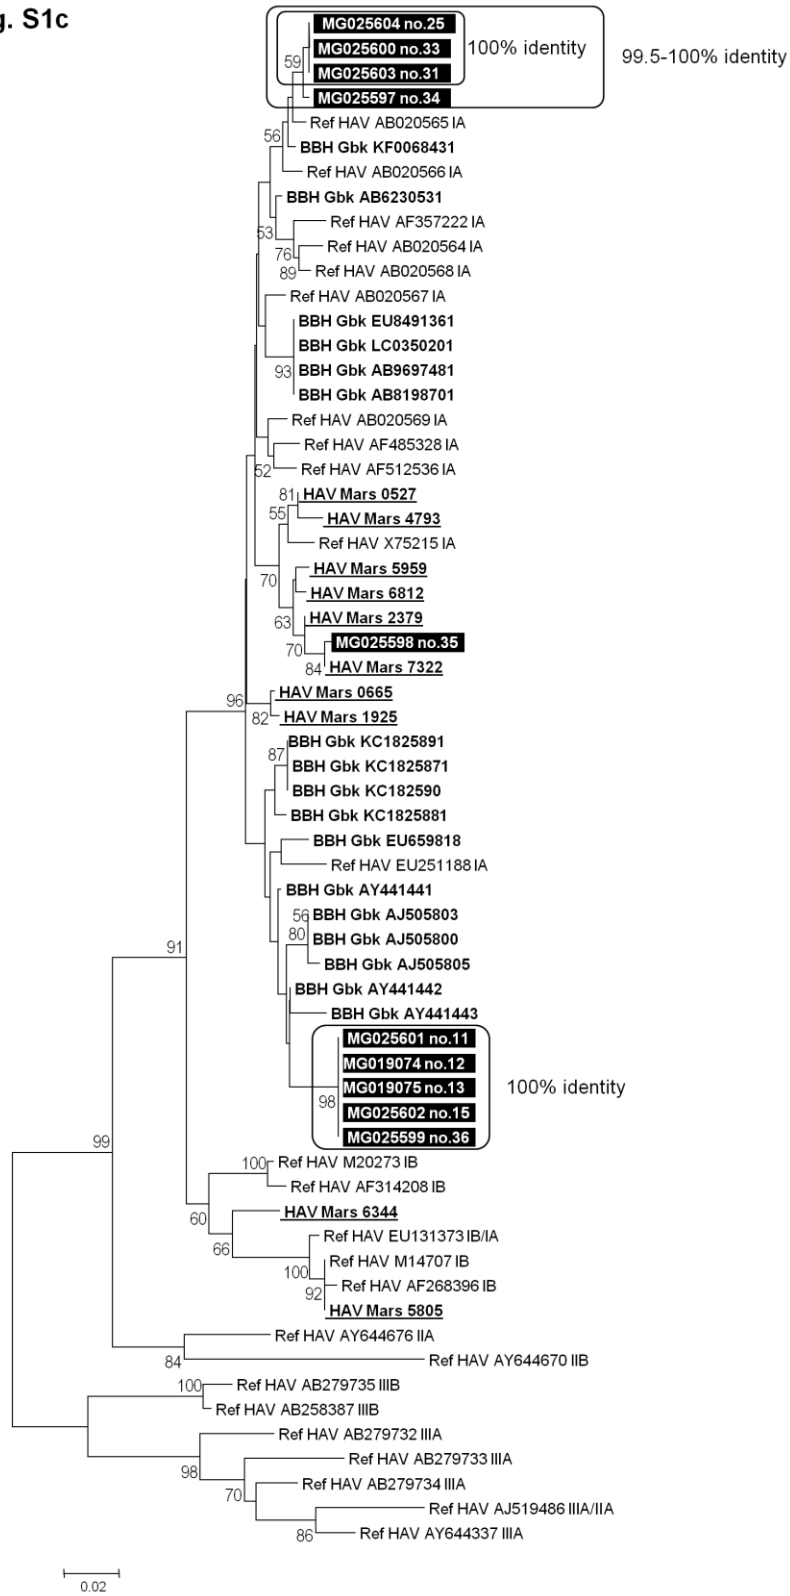 g. S1c
MG025604 no.25
MG025600 no.33
100% identity
99.5-100% identity
59
MG025603 no.31
MG025597 no.34
Ref HAV AB020565 IA
56
BBH Gbk KF0068431
Ref HAV AB020566 IA
BBH Gbk AB6230531
Ref HAV AF357222 IA
53
Ref HAV AB020564 IA
76
Ref HAV AB020568 IA
89
Ref HAV AB020567 IA
BBH Gbk EU8491361
BBH Gbk LC0350201
BBH Gbk AB9697481
93
BBH Gbk AB8198701
Ref HAV AB020569 IA
Ref HAV AF485328 IA
Ref HAV AF512536 IA
52
81
HAV Mars 0527
55
HAV Mars 4793
Ref HAV X75215 IA
HAV Mars 5959
70
HAV Mars 6812
HAV Mars 2379
63
MG025598 no.35
70
HAV Mars 7322
84
HAV Mars 0665
96
HAV Mars 1925
82
BBH Gbk KC1825891
87
BBH Gbk KC1825871
BBH Gbk KC182590
BBH Gbk KC1825881
BBH Gbk EU659818
Ref HAV EU251188 IA
BBH Gbk AY441441
56
BBH Gbk AJ505803
80
BBH Gbk AJ505800
91
BBH Gbk AJ505805
BBH Gbk AY441442
BBH Gbk AY441443
MG025601 no.11
MG019074 no.12
MG019075 no.13
100% identity
98
MG025602 no.15
MG025599 no.36
99
100
Ref HAV M20273 IB
Ref HAV AF314208 IB
60
HAV Mars 6344
Ref HAV EU131373 IB/IA
66
Ref HAV M14707 IB
100
Ref HAV AF268396 IB
92
HAV Mars 5805
Ref HAV AY644676 IIA
84
Ref HAV AY644670 IIB
100
Ref HAV AB279735 IIIB
Ref HAV AB258387 IIIB
Ref HAV AB279732 IIIA
Ref HAV AB279733 IIIA
98
Ref HAV AB279734 IIIA
70
Ref HAV AJ519486 IIIA/IIA
Ref HAV AY644337 IIIA
86
0.02